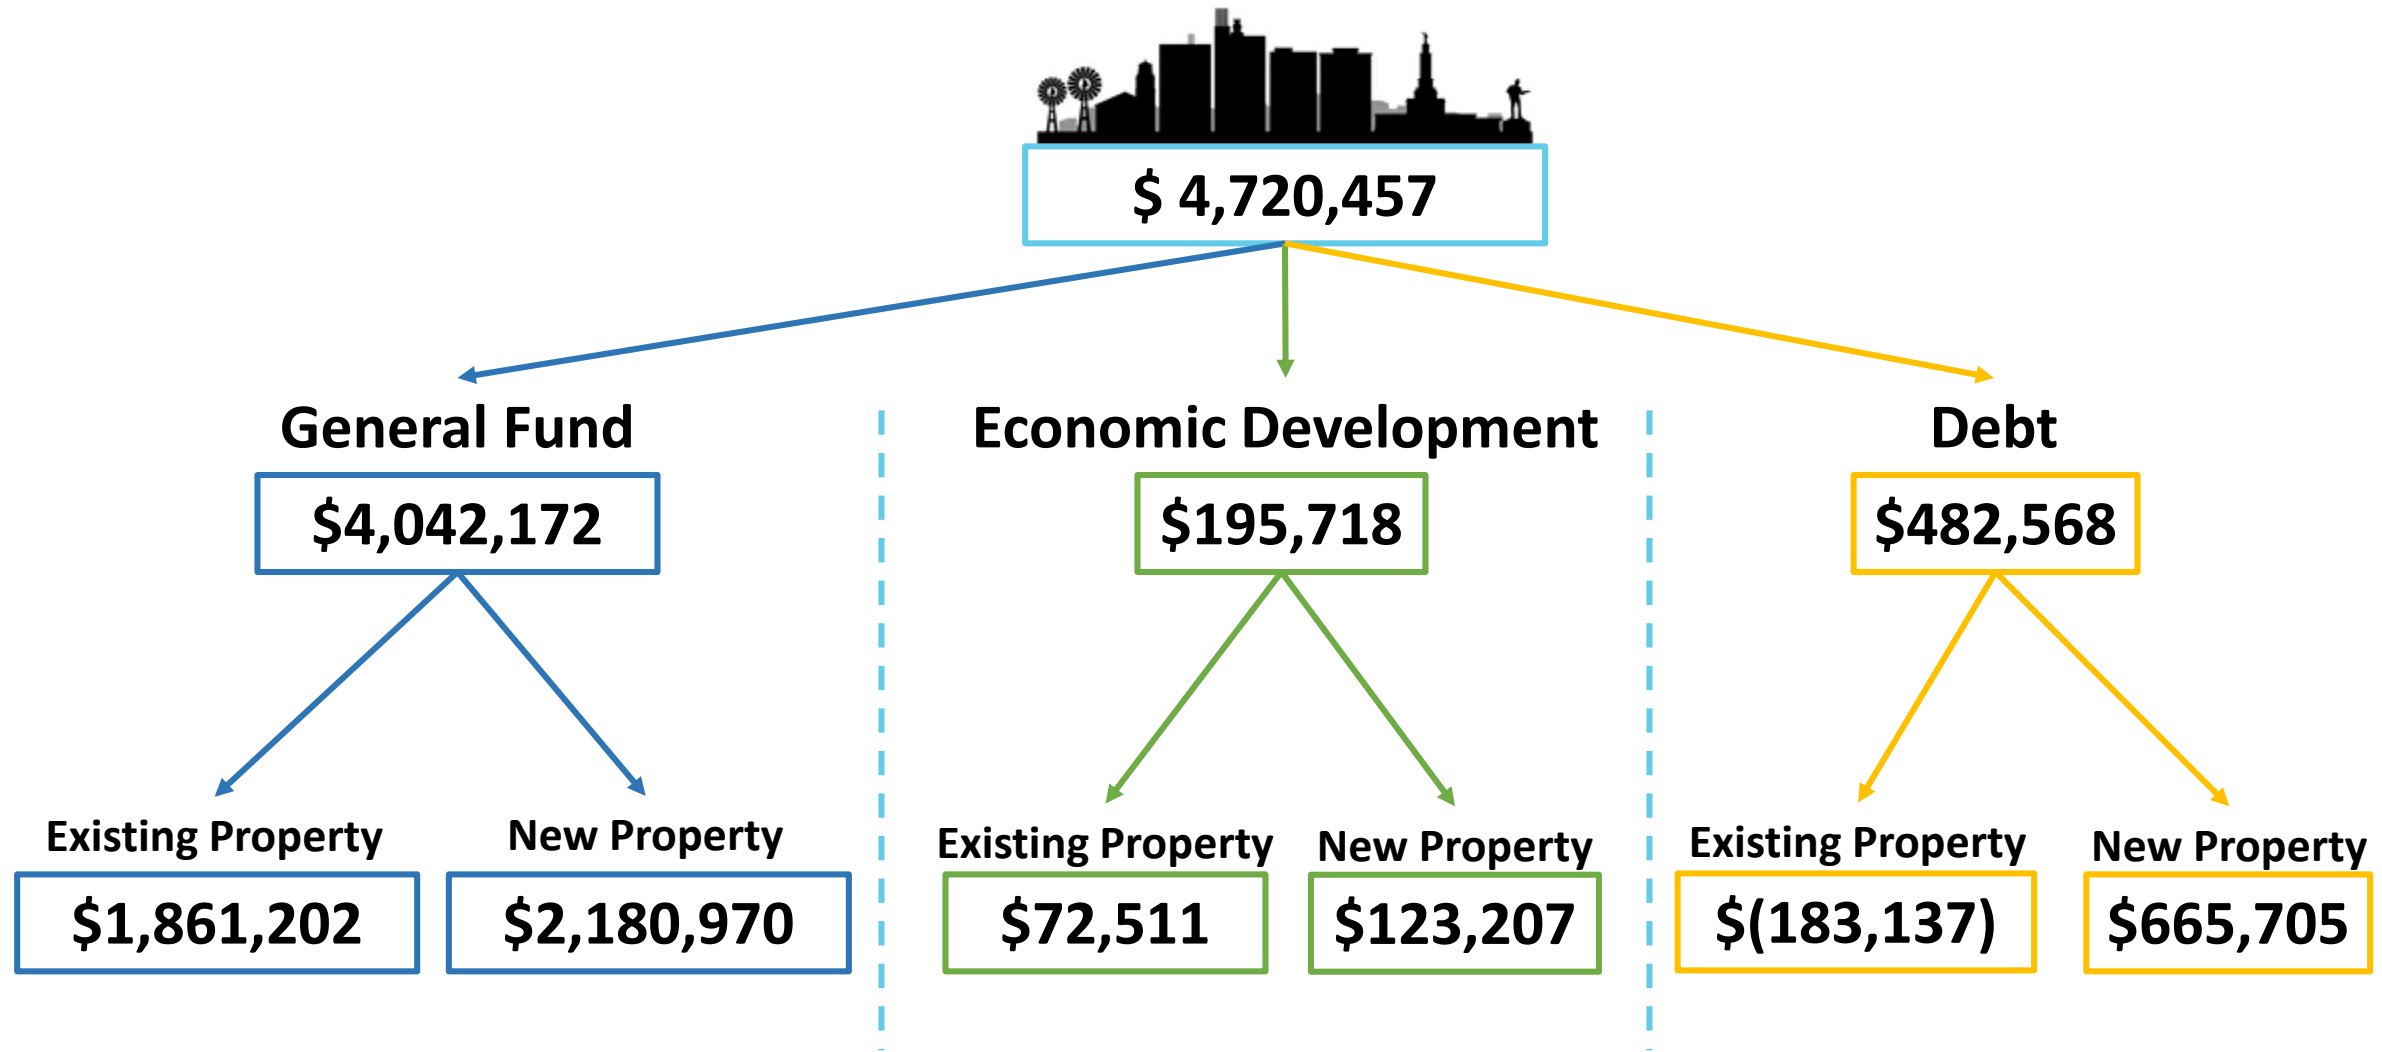 $ 4,720,457
General Fund
$4,042,172
Existing Property
$1,861,202
New Property
$2,180,970
Economic Development
$195,718
Existing Property
$72,511
New Property
$123,207
Debt
$482,568
Existing Property
$(183,137)
New Property
$665,705